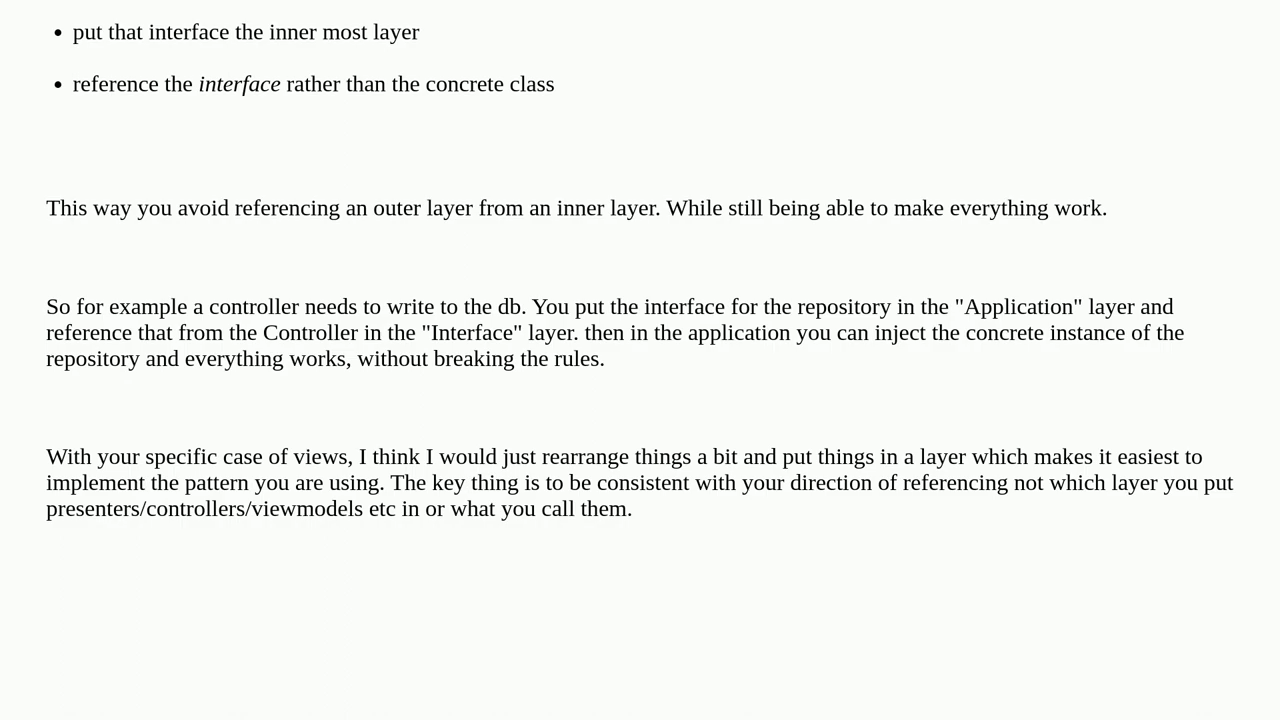 • put that interface the inner most layer
• reference the interface rather than the concrete class
This way you avoid referencing an outer layer from an inner layer. While still being able to make everything work.
So for example a controller needs to write to the db. You put the interface for the repository in the "Application" layer and
reference that from the Controller in the "Interface" layer. then in the application you can inject the concrete instance of the
repository and everything works, without breaking the rules.
With your specific case of views, I think I would just rearrange things a bit and put things in a layer which makes it easiest to
implement the pattern you are using. The key thing is to be consistent with your direction of referencing not which layer you put
presenters/controllers/viewmodels etc in or what you call them.